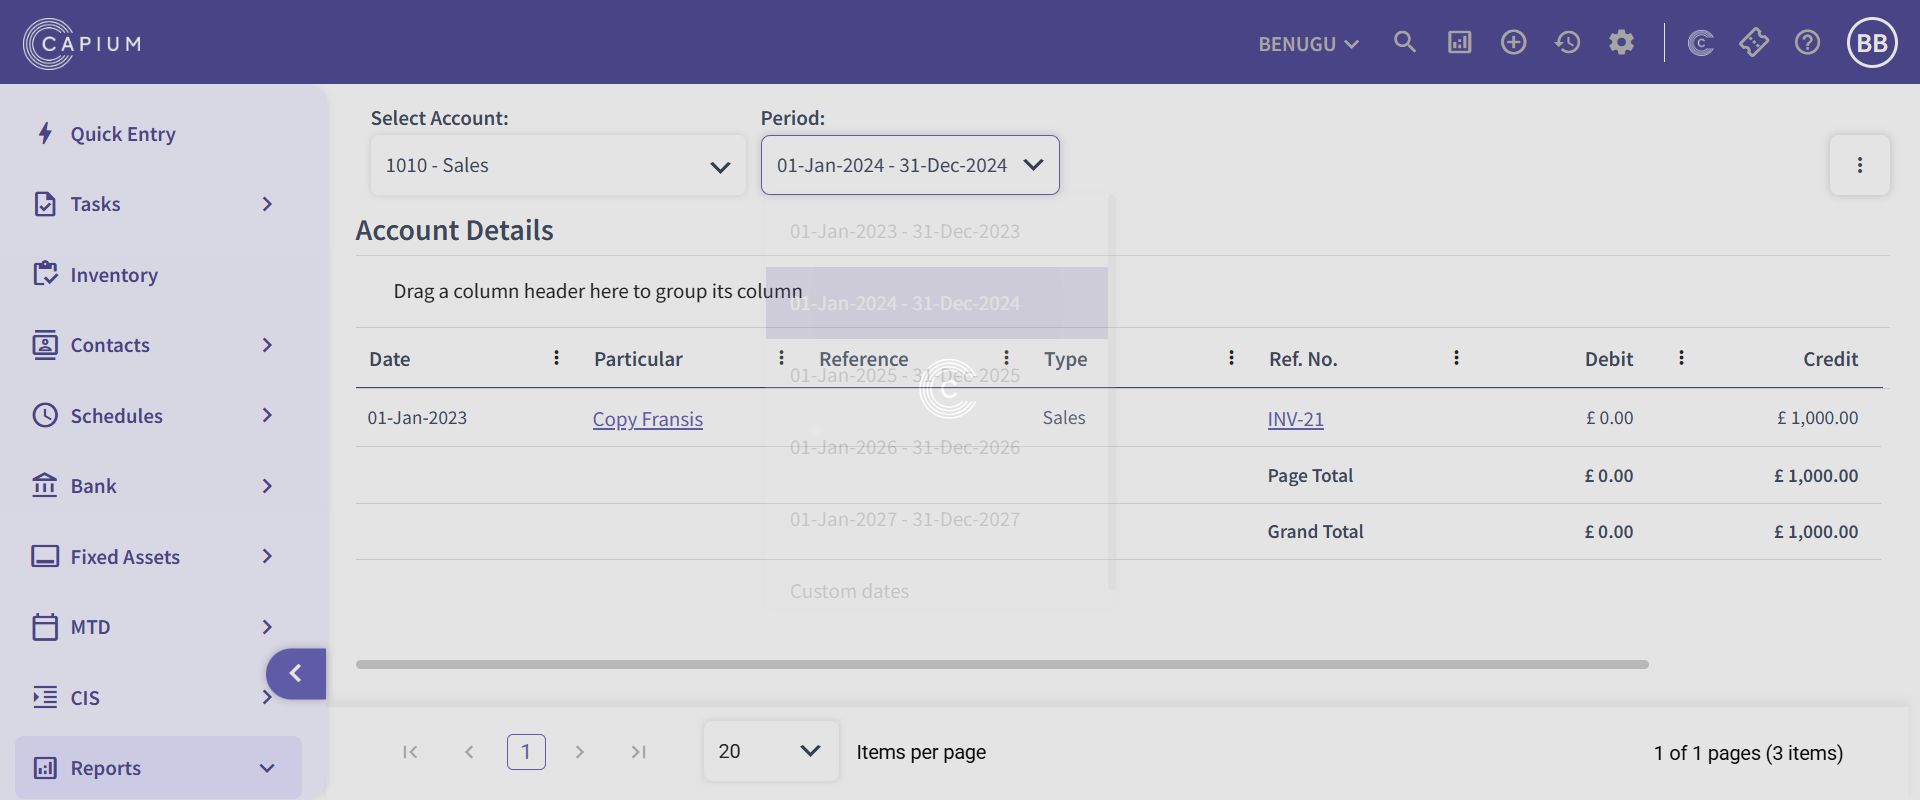 CAPIUM
BENUGU
C
BB
Quick Entry
Tasks
Inventory
Contacts
Schedules
Bank
Fixed Assets
MTD
CIS
Reports
Select Account:
Period:
1010 - Sales
01-Jan-2024 - 31-Dec-2024
01-Jan-2023 - 31-Dec-2023
01-Jan-2024 - 31-Dec-2024
01-Jan-2025 - 31-Dec-2025
01-Jan-2026 - 31-Dec-2026
01-Jan-2027 - 31-Dec-2027
Custom dates
Account Details
Drag a column header here to group its column
Date Particular Reference Type Ref. No. Debit Credit
01-Jan-2023 Copy Fransis Sales INV-21 £ 0.00 £ 1,000.00
Page Total £ 0.00 £ 1,000.00
Grand Total £ 0.00 £ 1,000.00
C
1 20 Items per page 1 of 1 pages (3 items)